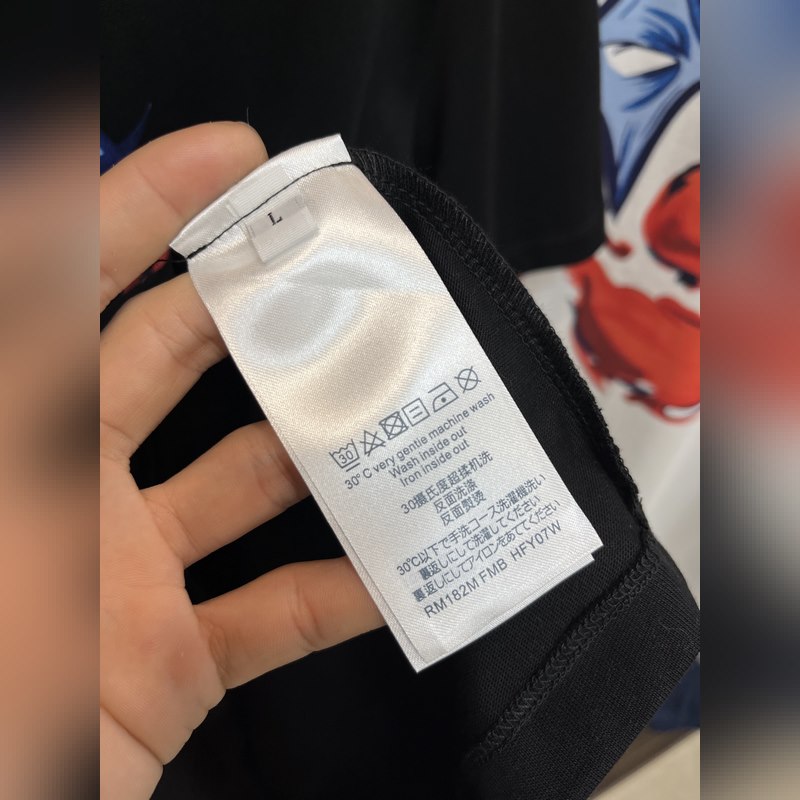 L
30
30° C very gentle machine wash
Wash inside out
Iron inside out
30摄氏度超柔机洗
反面洗涤
反面熨烫
30℃以下で手洗コース洗濯機洗い
裏返しにして洗濯してください
裏返しにしてアイロンをあててください
RM182M FMB HFY07W